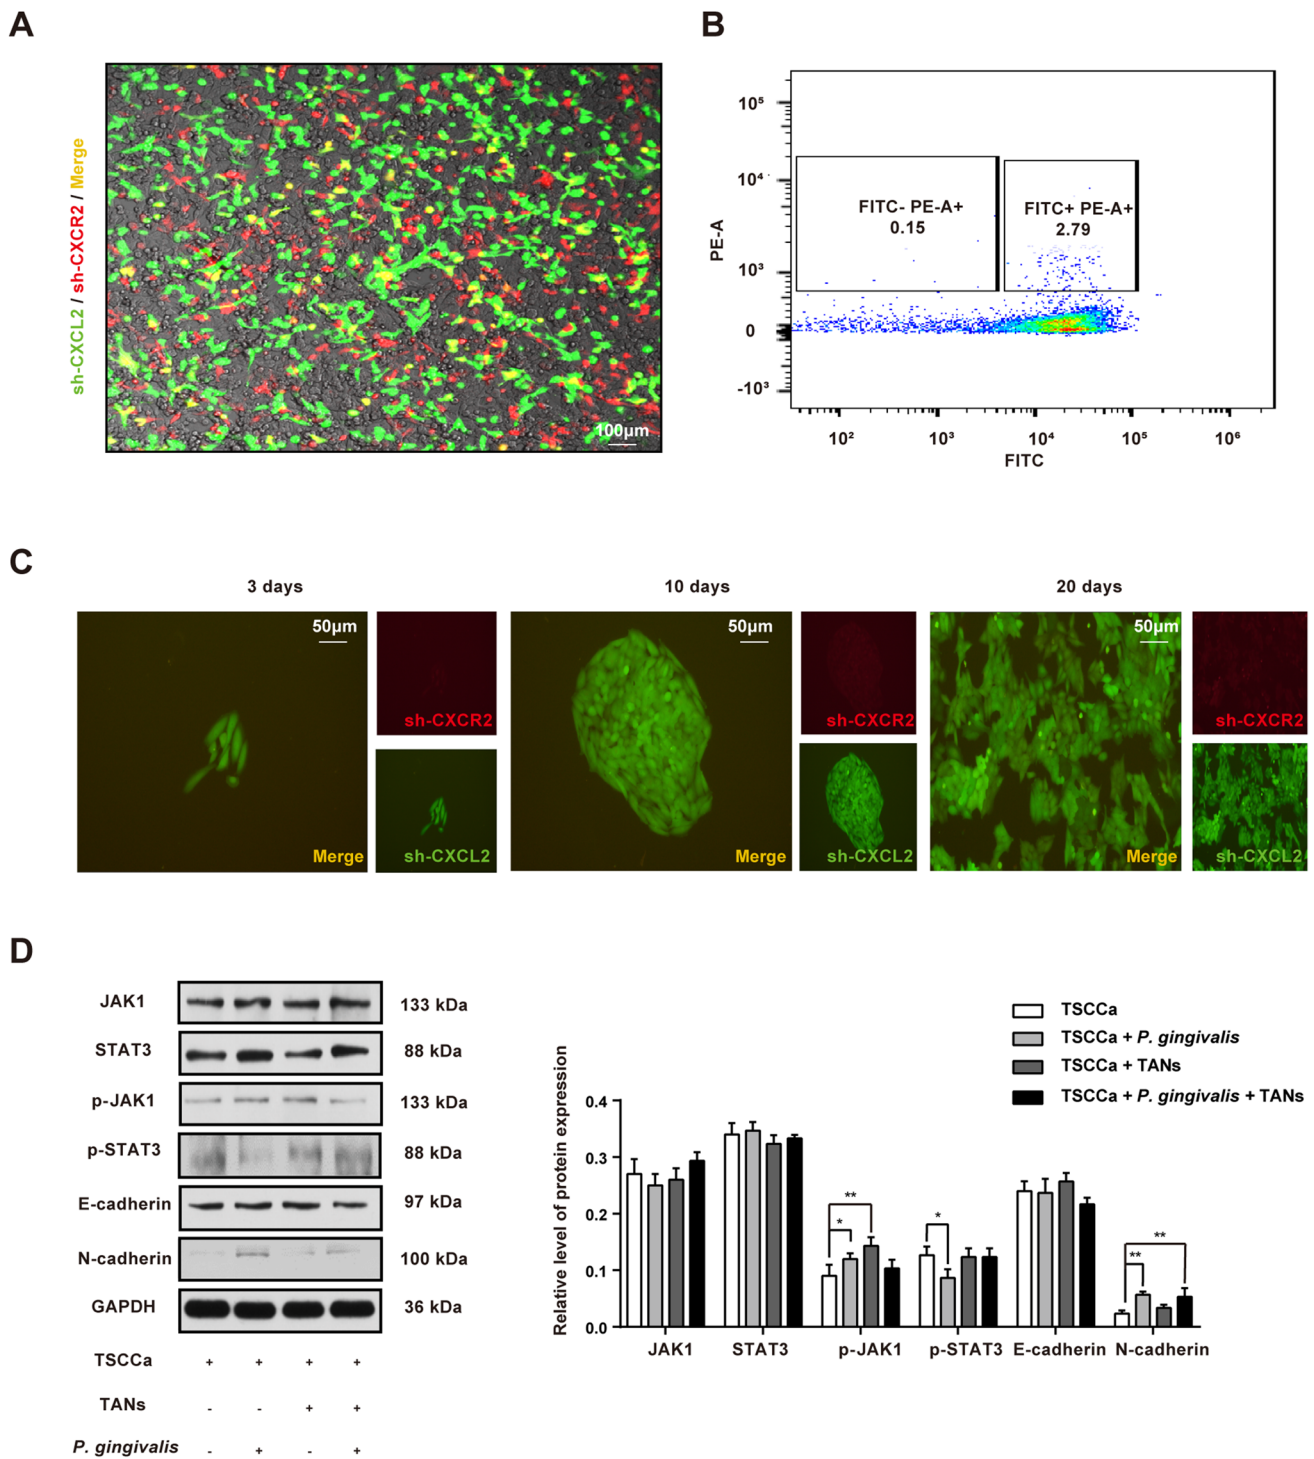 A
sh-CXCL2 / sh-CXCR2 / Merge
100μm
B
PE-A
10⁵
10⁴
10³
0
-10³
FITC- PE-A+
0.15
FITC+ PE-A+
2.79
10² 10³ 10⁴ 10⁵ 10⁶
FITC
C
3 days
50μm
Merge
sh-CXCR2
sh-CXCL2
10 days
50μm
Merge
sh-CXCR2
sh-CXCL2
20 days
50μm
Merge
sh-CXCR2
sh-CXCL2
D
JAK1 133 kDa
STAT3 88 kDa
p-JAK1 133 kDa
p-STAT3 88 kDa
E-cadherin 97 kDa
N-cadherin 100 kDa
GAPDH 36 kDa
TSCCa + + + +
TANs - - + +
P. gingivalis - + - +
TSCCa
TSCCa + P. gingivalis
TSCCa + TANs
TSCCa + P. gingivalis + TANs
Relative level of protein expression
0.4
0.3
0.2
0.1
0.0
** * * ** **
JAK1 STAT3 p-JAK1 p-STAT3 E-cadherin N-cadherin